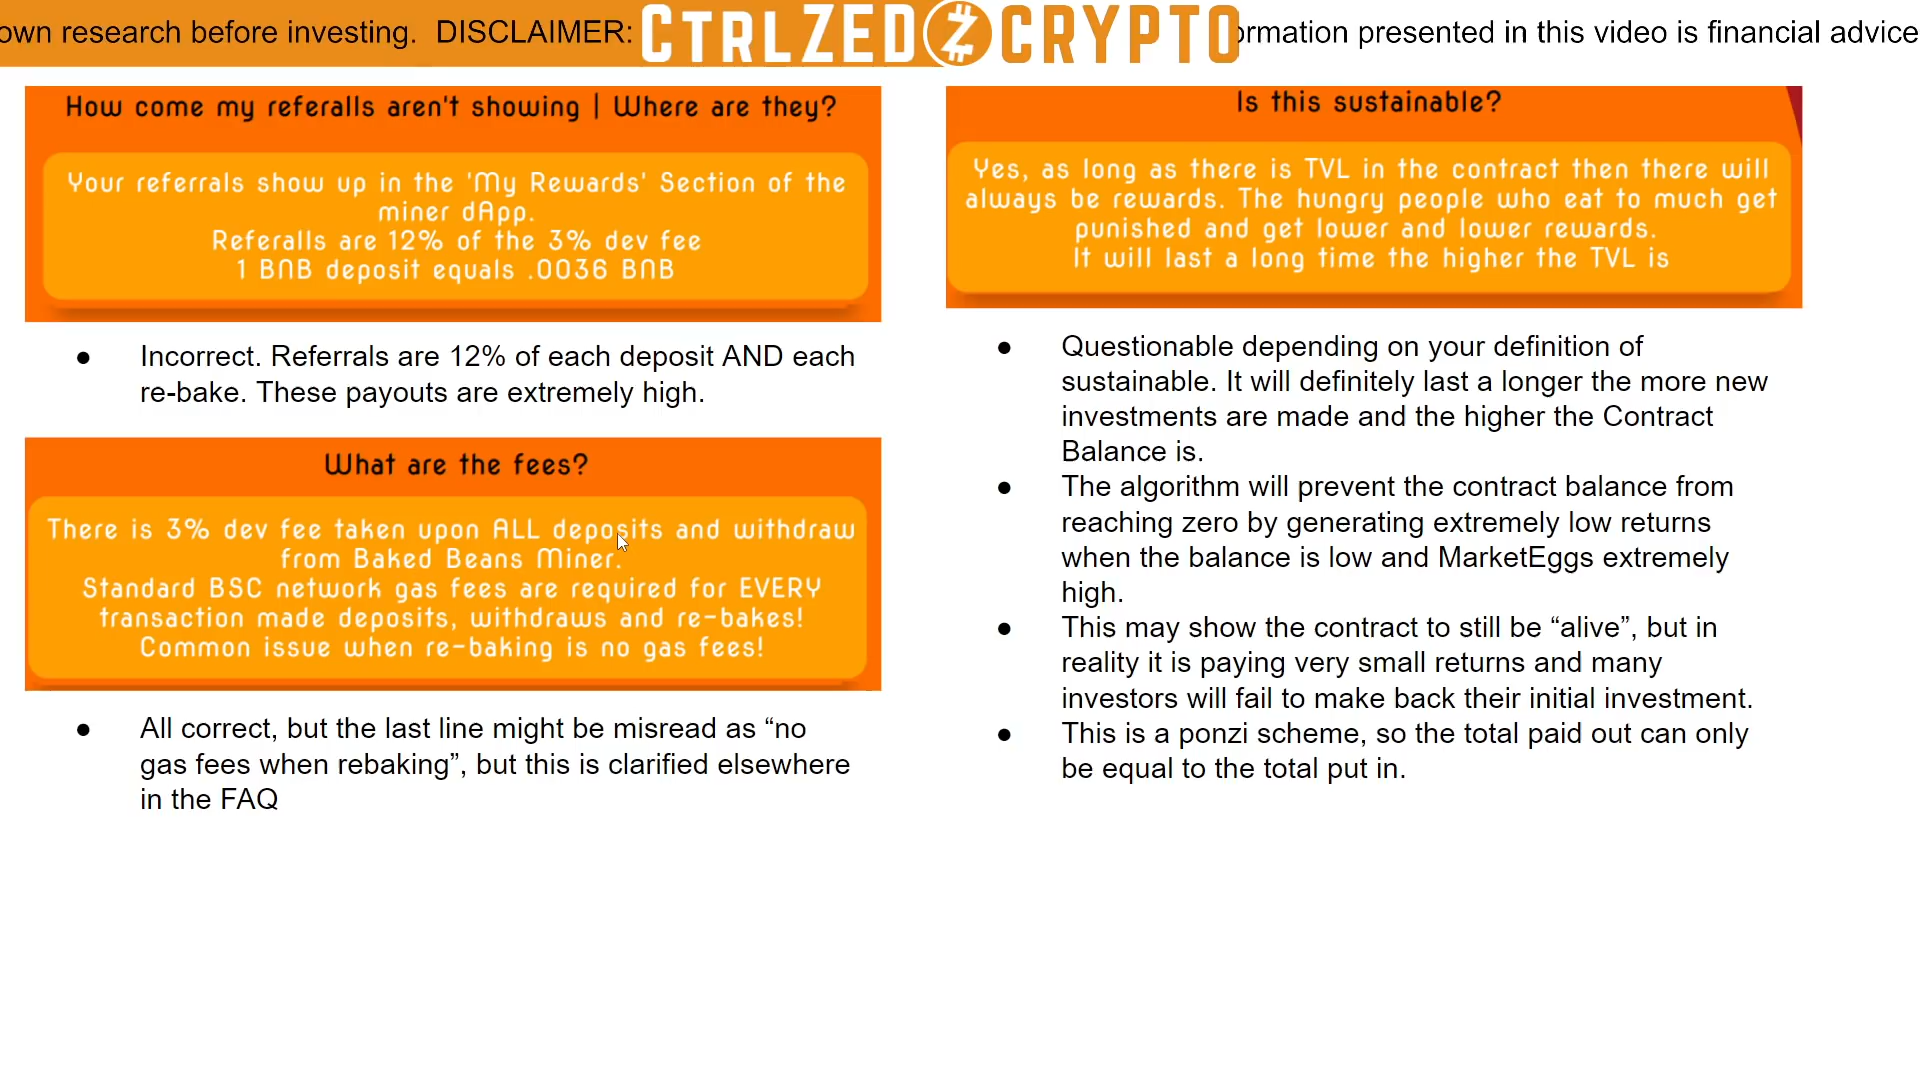 own research before investing. DISCLAIMER: CTRLZED CRYPTO ormation presented in this video is financial advice
How come my referalls aren't showing | Where are they?
Your referrals show up in the 'My Rewards' Section of the
miner dApp.
Referalls are 12% of the 3% dev fee
1 BNB deposit equals .0036 BNB
● Incorrect. Referrals are 12% of each deposit AND each
re-bake. These payouts are extremely high.
What are the fees?
There is 3% dev fee taken upon ALL deposits and withdraw
from Baked Beans Miner.
Standard BSC network gas fees are required for EVERY
transaction made deposits, withdraws and re-bakes!
Common issue when re-baking is no gas fees!
● All correct, but the last line might be misread as “no
gas fees when rebaking”, but this is clarified elsewhere
in the FAQ
Is this sustainable?
Yes, as long as there is TVL in the contract then there will
always be rewards. The hungry people who eat to much get
punished and get lower and lower rewards.
It will last a long time the higher the TVL is
● Questionable depending on your definition of
sustainable. It will definitely last a longer the more new
investments are made and the higher the Contract
Balance is.
● The algorithm will prevent the contract balance from
reaching zero by generating extremely low returns
when the balance is low and MarketEggs extremely
high.
● This may show the contract to still be “alive”, but in
reality it is paying very small returns and many
investors will fail to make back their initial investment.
● This is a ponzi scheme, so the total paid out can only
be equal to the total put in.